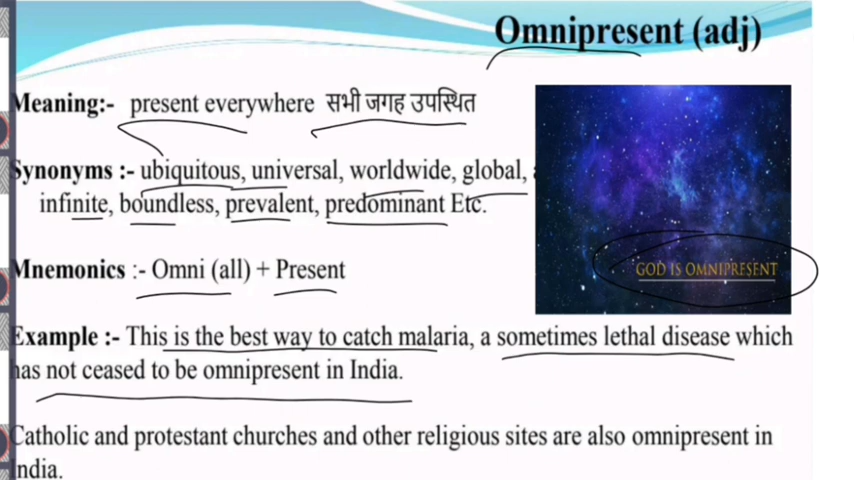 Omnipresent (adj)
Meaning:- present everywhere सभी जगह उपस्थित
Synonyms :- ubiquitous, universal, worldwide, global,
infinite, boundless, prevalent, predominant Etc.
GOD IS OMNIPRESENT
Mnemonics :- Omni (all) + Present
Example :- This is the best way to catch malaria, a sometimes lethal disease which
has not ceased to be omnipresent in India.
Catholic and protestant churches and other religious sites are also omnipresent in
India.